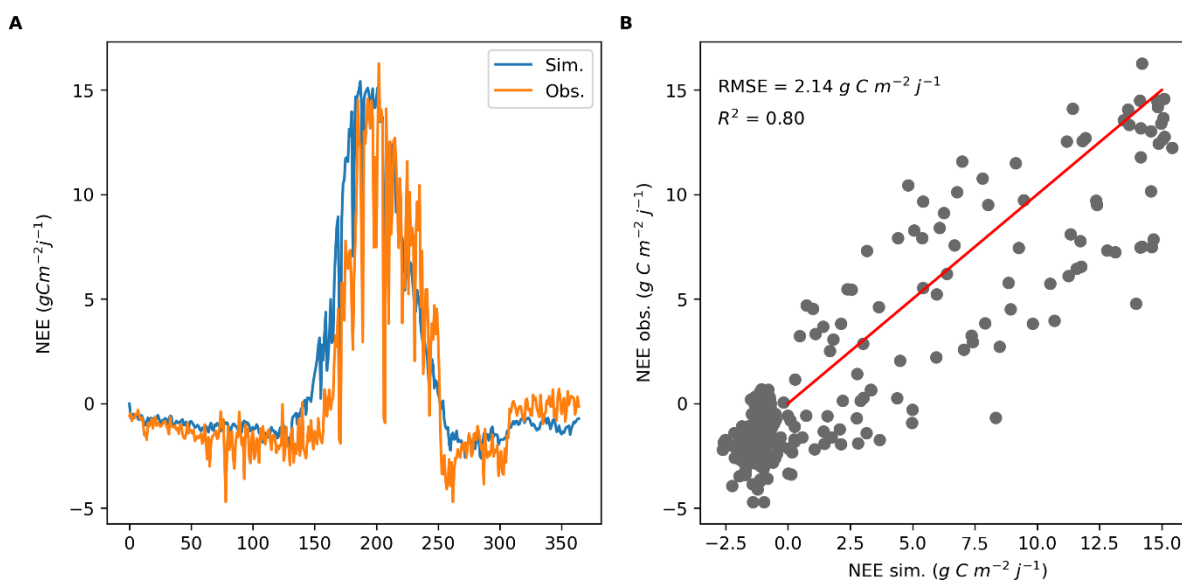 A
NEE (gCm⁻²j⁻¹)
15
10
5
0
−5
0
50
100
150
200
250
300
350
Sim.
Obs.
B
RMSE = 2.14 g C m⁻² j⁻¹
R² = 0.80
NEE obs. (g C m⁻² j⁻¹)
15
10
5
0
−5
−2.5
0.0
2.5
5.0
7.5
10.0
12.5
15.0
NEE sim. (g C m⁻² j⁻¹)